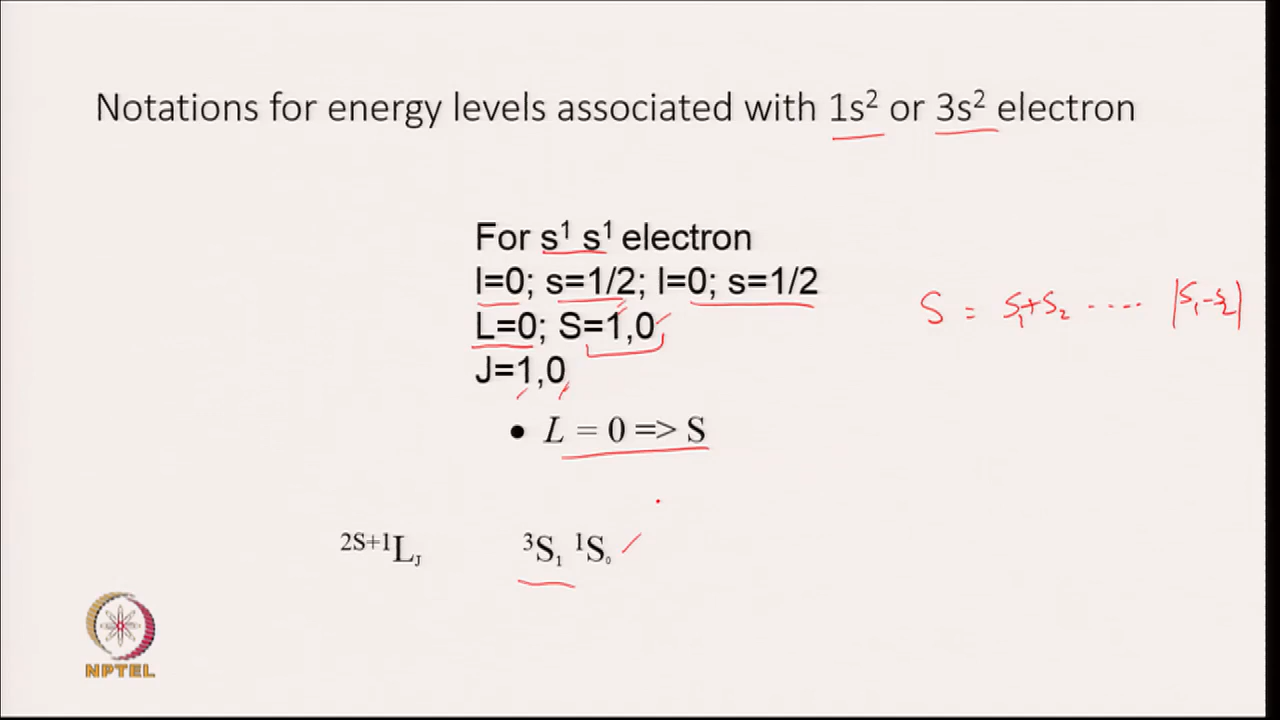 Notations for energy levels associated with 1s² or 3s² electron
For s¹ s¹ electron
l=0; s=1/2; l=0; s=1/2
L=0; S=1,0
J=1,0
• L = 0 => S
S = S₁+S₂ ..... |S₁-S₂|
²ˢ⁺¹L_J ³S₁ ¹S₀
NPTEL